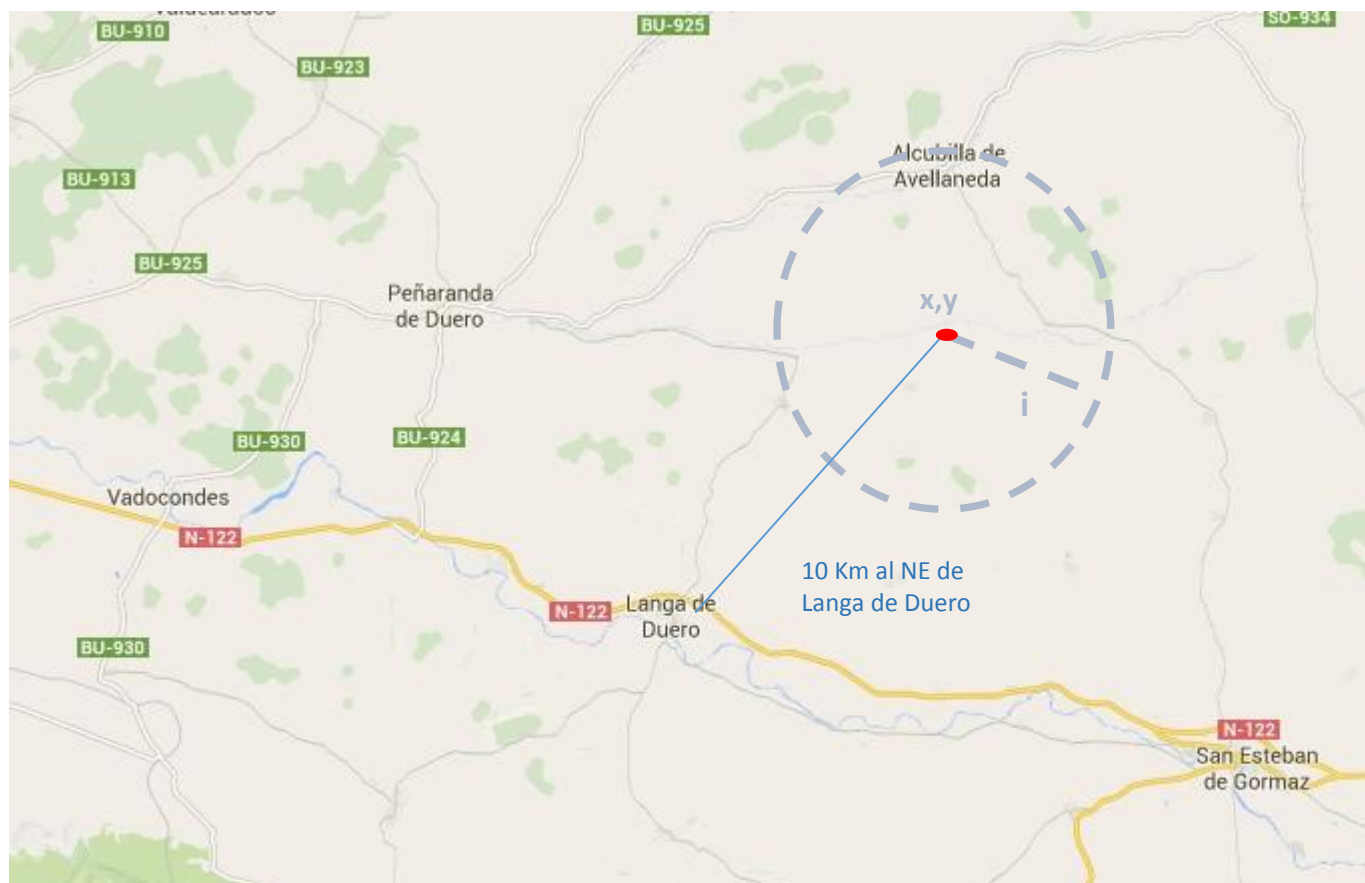 BU-910
BU-925
SO-934
BU-923
Alcubilla de
Avellaneda
BU-913
BU-925
Peñaranda
de Duero
x,y
i
BU-930
BU-924
Vadocondes
N-122
10 Km al NE de
Langa de Duero
N-122
Langa de
Duero
BU-930
N-122
San Esteban
de Gormaz